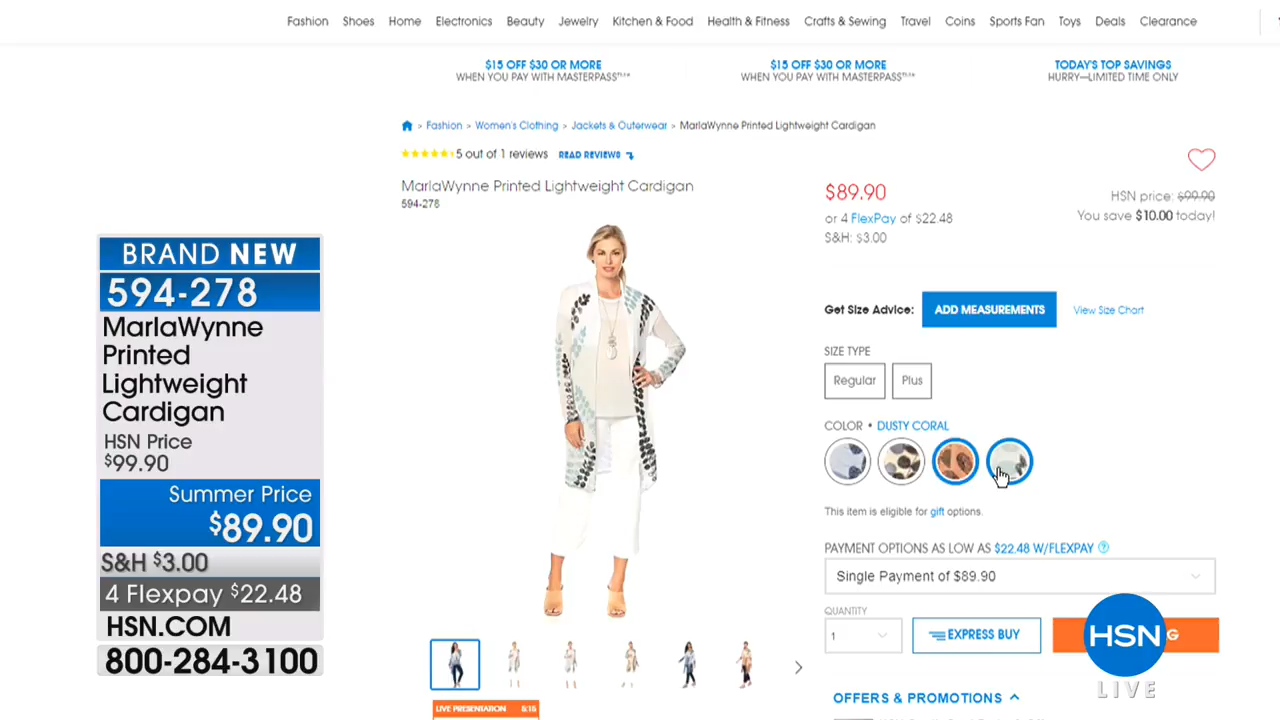 Fashion Shoes Home Electronics Beauty Jewelry Kitchen & Food Health & Fitness Crafts & Sewing Travel Coins Sports Fan Toys Deals Clearance
$15 OFF $30 OR MORE
WHEN YOU PAY WITH MASTERPASS
$15 OFF $30 OR MORE
WHEN YOU PAY WITH MASTERPASS
TODAY'S TOP SAVINGS
HURRY—LIMITED TIME ONLY
> Fashion > Women's Clothing > Jackets & Outerwear > MarlaWynne Printed Lightweight Cardigan
5 out of 1 reviews READ REVIEWS
MarlaWynne Printed Lightweight Cardigan
594-278
$89.90
or 4 FlexPay of $22.48
S&H: $3.00
HSN price: $99.90
You save $10.00 today!
Get Size Advice: ADD MEASUREMENTS View Size Chart
SIZE TYPE
Regular Plus
COLOR • DUSTY CORAL
This item is eligible for gift options.
PAYMENT OPTIONS AS LOW AS $22.48 W/FLEXPAY ?
Single Payment of $89.90
QUANTITY
1
EXPRESS BUY
G
OFFERS & PROMOTIONS
LIVE PRESENTATION 5:15
BRAND NEW
594-278
MarlaWynne
Printed
Lightweight
Cardigan
HSN Price
$99.90
Summer Price
$89.90
S&H $3.00
4 Flexpay $22.48
HSN.COM
800-284-3100
HSN
LIVE